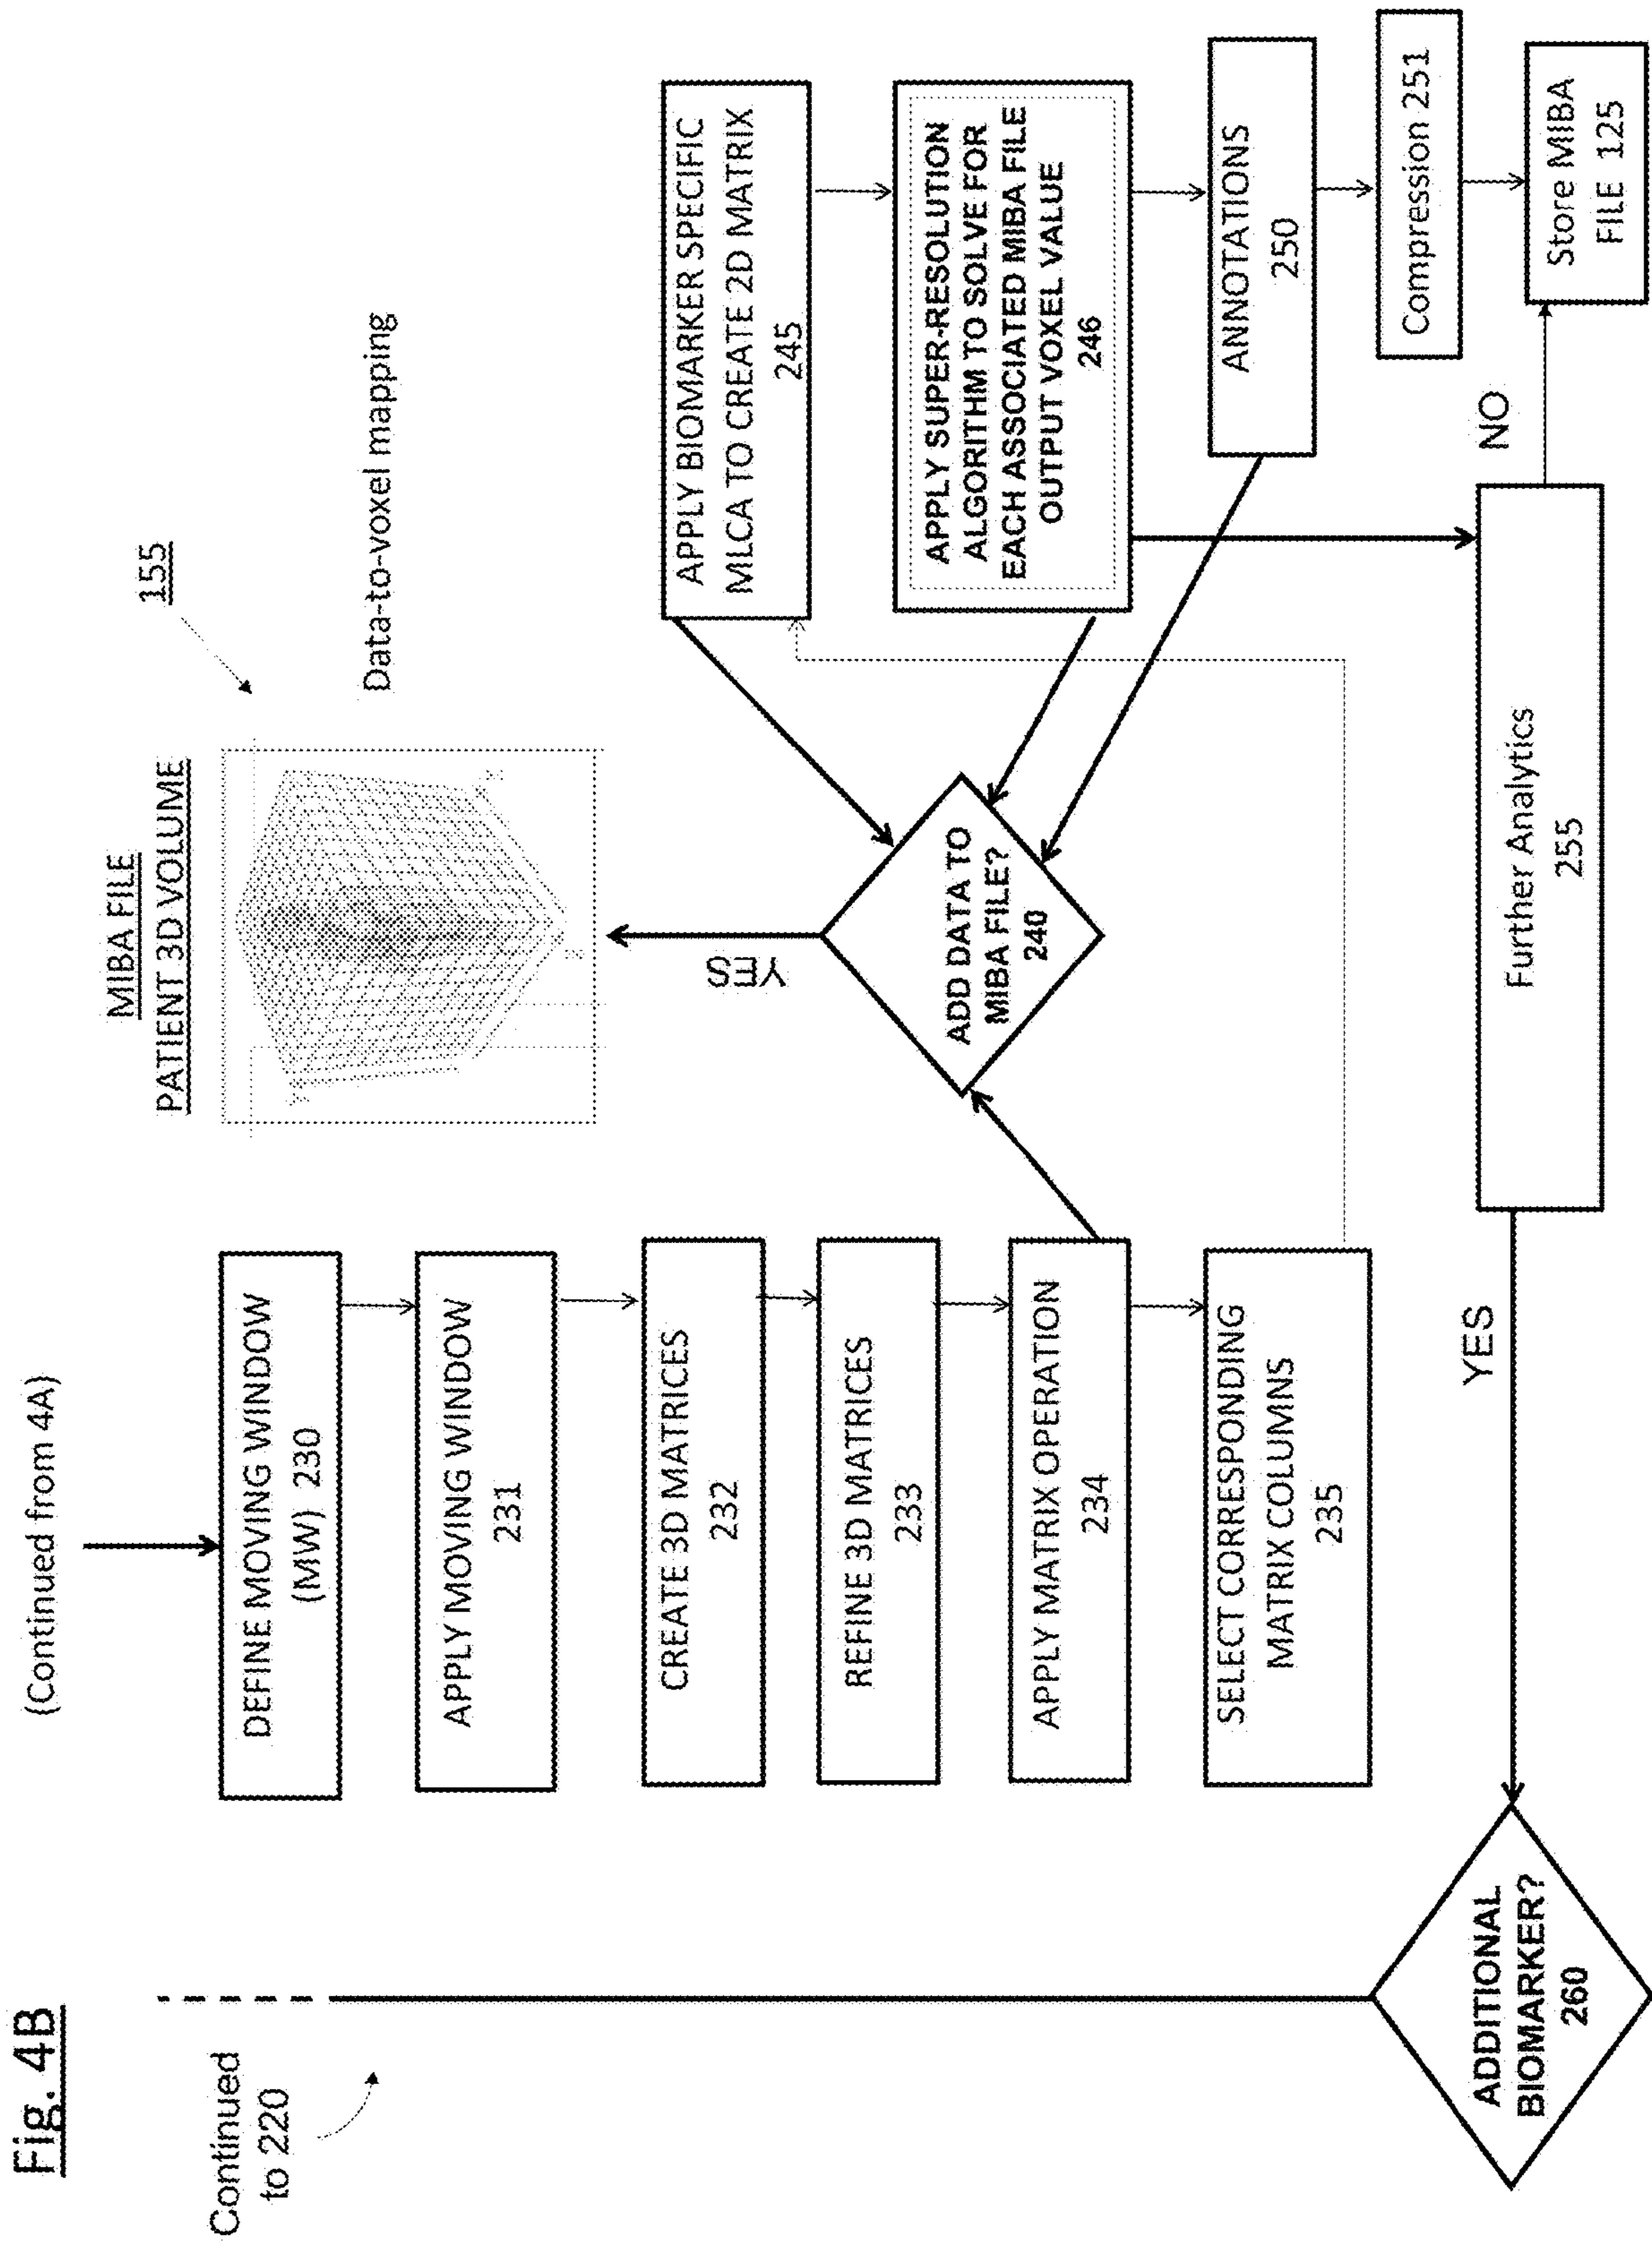 Fig. 4B
(Continued from 4A)
Continued
to 220
DEFINE MOVING WINDOW
(MW) 230
APPLY MOVING WINDOW
231
CREATE 3D MATRICES
232
REFINE 3D MATRICES
233
APPLY MATRIX OPERATION
234
SELECT CORRESPONDING
MATRIX COLUMNS
235
MIBA FILE
PATIENT 3D VOLUME
155
Data-to-voxel mapping
YES
ADD DATA TO
MIBA FILE?
240
APPLY BIOMARKER SPECIFIC
MLCA TO CREATE 2D MATRIX
245
APPLY SUPER-RESOLUTION
ALGORITHM TO SOLVE FOR
EACH ASSOCIATED MIBA FILE
OUTPUT VOXEL VALUE
246
ANNOTATIONS
250
Compression 251
Store MIBA
FILE 125
NO
Further Analytics
255
YES
ADDITIONAL
BIOMARKER?
260